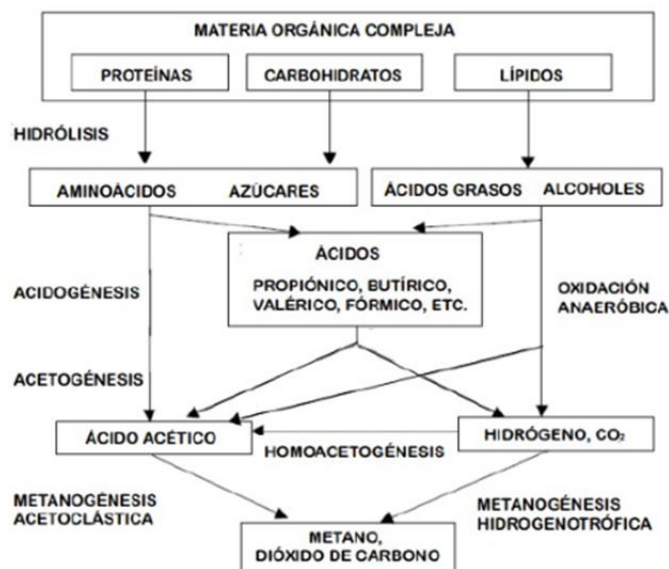 MATERIA ORGÁNICA COMPLEJA
PROTEÍNAS
CARBOHIDRATOS
LÍPIDOS
HIDRÓLISIS
AMINOÁCIDOS AZÚCARES
ÁCIDOS GRASOS ALCOHOLES
ÁCIDOS
PROPIÓNICO, BUTÍRICO,
VALÉRICO, FÓRMICO, ETC.
ACIDOGÉNESIS
OXIDACIÓN
ANAERÓBICA
ACETOGÉNESIS
ÁCIDO ACÉTICO
HOMOACETOGÉNESIS
HIDRÓGENO, CO₂
METANOGÉNESIS
ACETOCLÁSTICA
METANOGÉNESIS
HIDROGENOTRÓFICA
METANO,
DIÓXIDO DE CARBONO